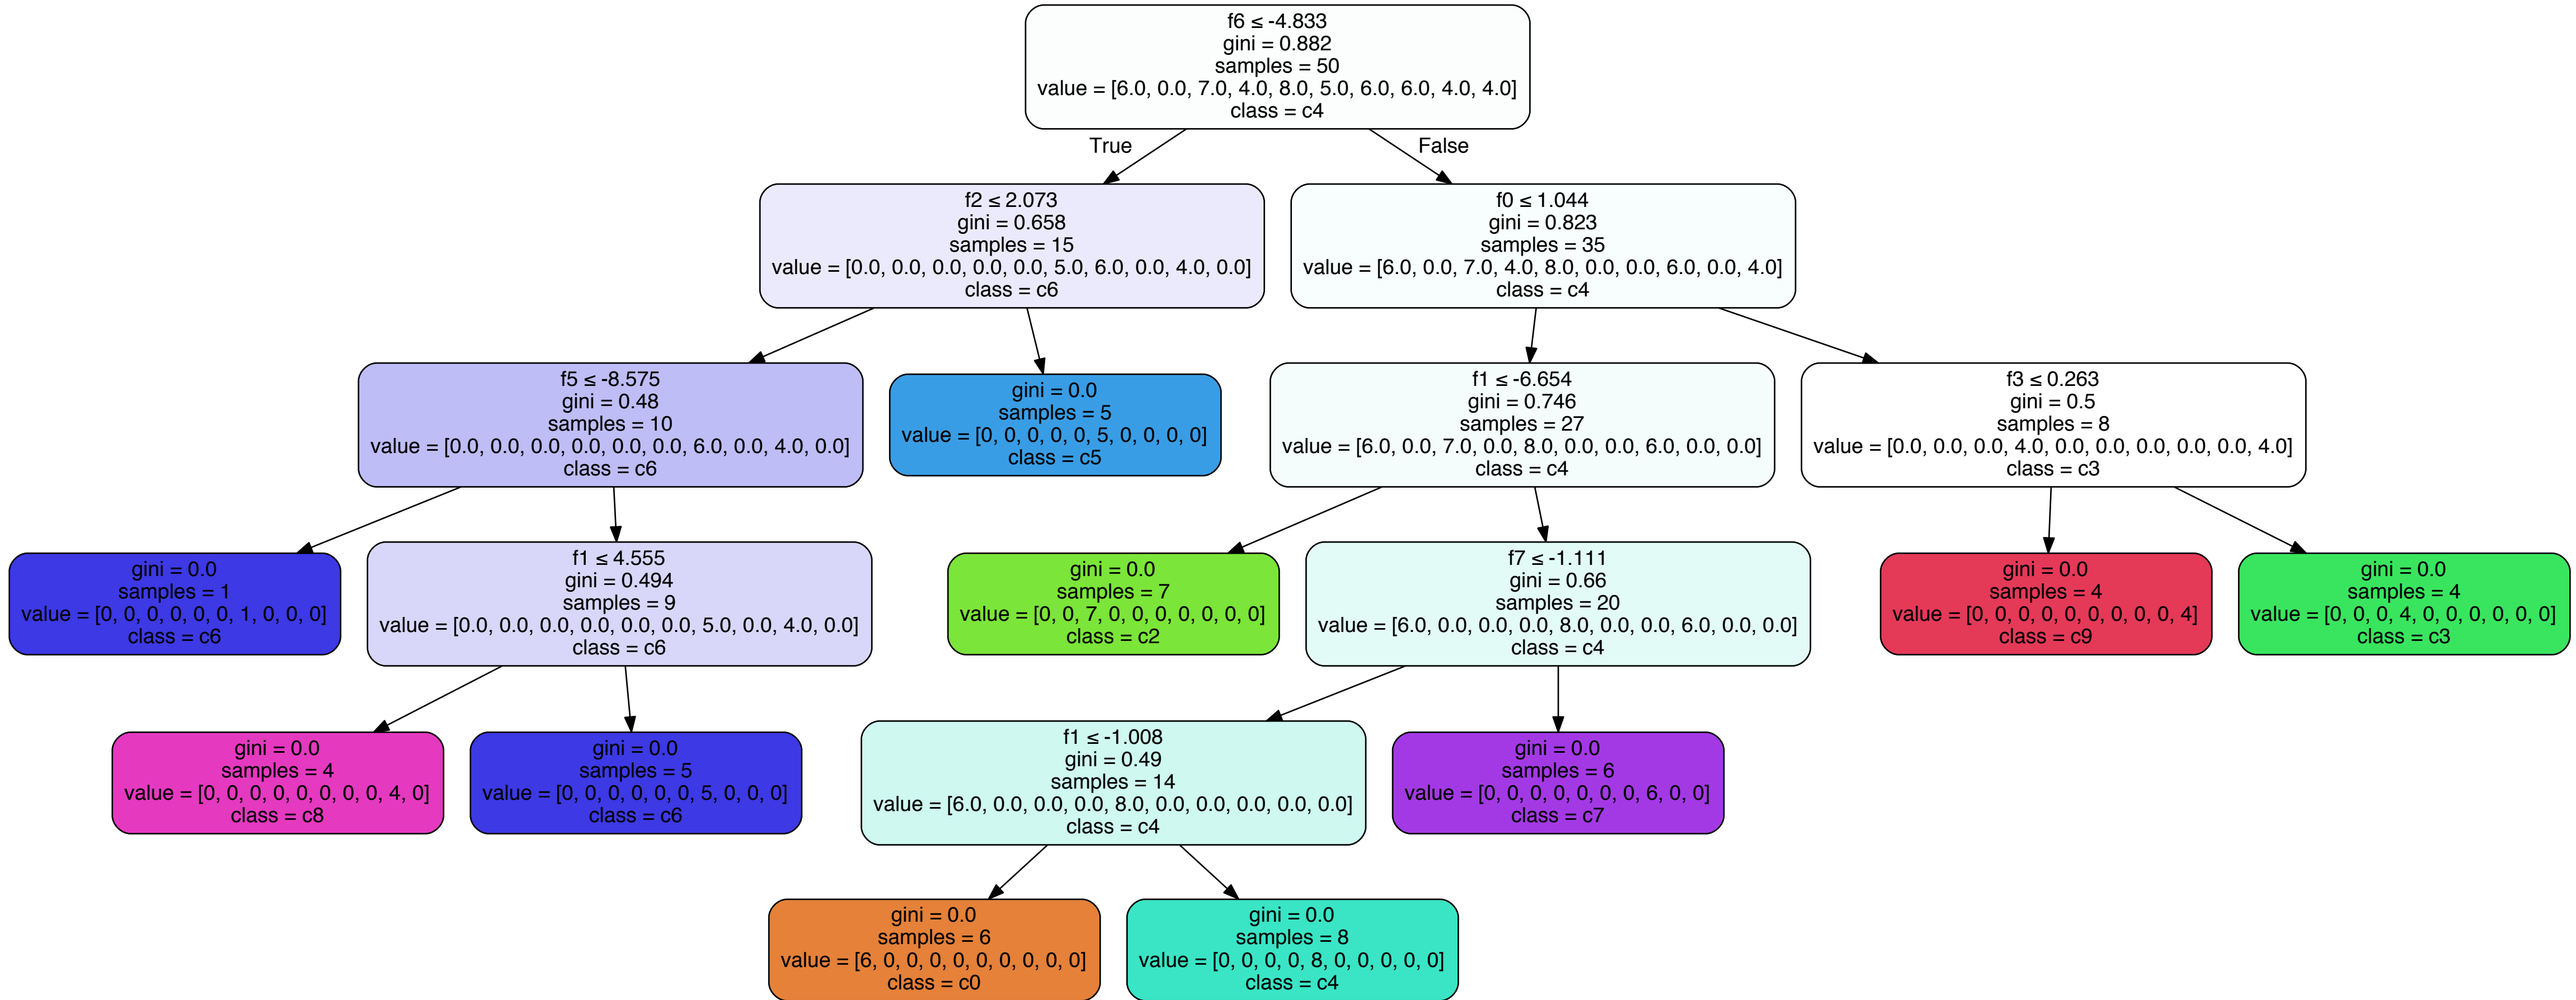 f6 ≤ -4.833
gini = 0.882
samples = 50
value = [6.0, 0.0, 7.0, 4.0, 8.0, 5.0, 6.0, 6.0, 4.0, 4.0]
class = c4
True
False
f2 ≤ 2.073
gini = 0.658
samples = 15
value = [0.0, 0.0, 0.0, 0.0, 0.0, 5.0, 6.0, 0.0, 4.0, 0.0]
class = c6
f0 ≤ 1.044
gini = 0.823
samples = 35
value = [6.0, 0.0, 7.0, 4.0, 8.0, 0.0, 0.0, 6.0, 0.0, 4.0]
class = c4
f5 ≤ -8.575
gini = 0.48
samples = 10
value = [0.0, 0.0, 0.0, 0.0, 0.0, 0.0, 6.0, 0.0, 4.0, 0.0]
class = c6
gini = 0.0
samples = 5
value = [0, 0, 0, 0, 0, 5, 0, 0, 0, 0]
class = c5
f1 ≤ -6.654
gini = 0.746
samples = 27
value = [6.0, 0.0, 7.0, 0.0, 8.0, 0.0, 0.0, 6.0, 0.0, 0.0]
class = c4
f3 ≤ 0.263
gini = 0.5
samples = 8
value = [0.0, 0.0, 0.0, 4.0, 0.0, 0.0, 0.0, 0.0, 0.0, 4.0]
class = c3
gini = 0.0
samples = 1
value = [0, 0, 0, 0, 0, 0, 1, 0, 0, 0]
class = c6
f1 ≤ 4.555
gini = 0.494
samples = 9
value = [0.0, 0.0, 0.0, 0.0, 0.0, 0.0, 5.0, 0.0, 4.0, 0.0]
class = c6
gini = 0.0
samples = 7
value = [0, 0, 7, 0, 0, 0, 0, 0, 0, 0]
class = c2
f7 ≤ -1.111
gini = 0.66
samples = 20
value = [6.0, 0.0, 0.0, 0.0, 8.0, 0.0, 0.0, 6.0, 0.0, 0.0]
class = c4
gini = 0.0
samples = 4
value = [0, 0, 0, 0, 0, 0, 0, 0, 0, 4]
class = c9
gini = 0.0
samples = 4
value = [0, 0, 0, 4, 0, 0, 0, 0, 0, 0]
class = c3
gini = 0.0
samples = 4
value = [0, 0, 0, 0, 0, 0, 0, 0, 4, 0]
class = c8
gini = 0.0
samples = 5
value = [0, 0, 0, 0, 0, 0, 5, 0, 0, 0]
class = c6
f1 ≤ -1.008
gini = 0.49
samples = 14
value = [6.0, 0.0, 0.0, 0.0, 8.0, 0.0, 0.0, 0.0, 0.0, 0.0]
class = c4
gini = 0.0
samples = 6
value = [0, 0, 0, 0, 0, 0, 0, 6, 0, 0]
class = c7
gini = 0.0
samples = 6
value = [6, 0, 0, 0, 0, 0, 0, 0, 0, 0]
class = c0
gini = 0.0
samples = 8
value = [0, 0, 0, 0, 8, 0, 0, 0, 0, 0]
class = c4